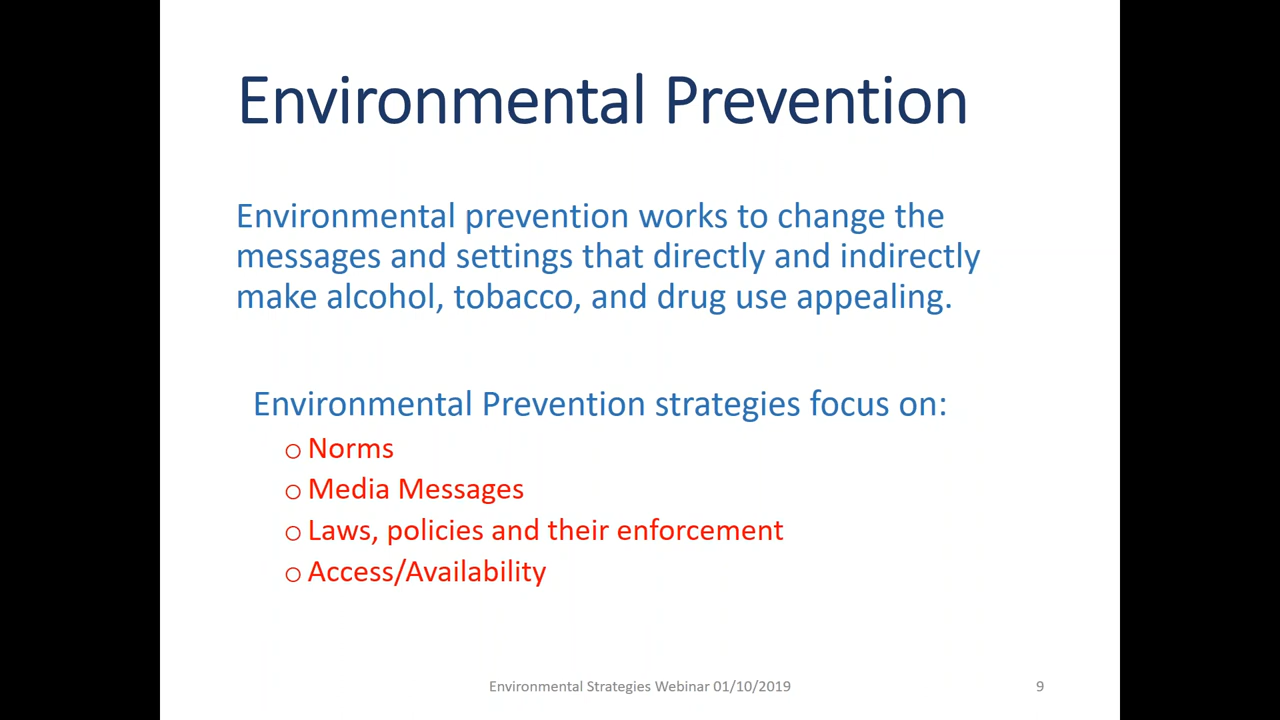 Environmental Prevention
Environmental prevention works to change the
messages and settings that directly and indirectly
make alcohol, tobacco, and drug use appealing.
Environmental Prevention strategies focus on:
o Norms
o Media Messages
o Laws, policies and their enforcement
o Access/Availability
Environmental Strategies Webinar 01/10/2019
9